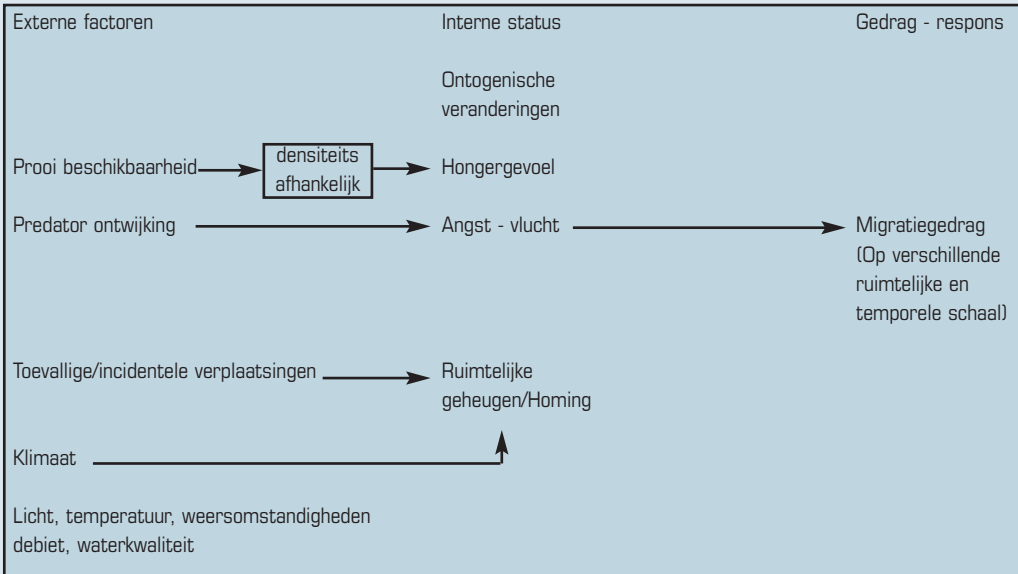 Externe factoren Interne status Gedrag - respons
Ontogenische
veranderingen
Prooi beschikbaarheid densiteits afhankelijk Hongergevoel
Predator ontwijking Angst - vlucht Migratiegedrag
(Op verschillende
ruimtelijke en
temporele schaal)
Toevallige/incidentele verplaatsingen Ruimtelijke
geheugen/Homing
Klimaat
Licht, temperatuur, weersomstandigheden
debiet, waterkwaliteit